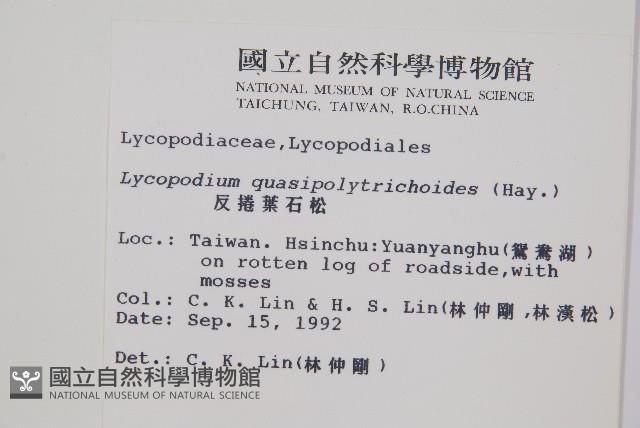 國立自然科學博物館
NATIONAL MUSEUM OF NATURAL SCIENCE
TAICHUNG, TAIWAN, R.O.CHINA
Lycopodiaceae,Lycopodiales
Lycopodium quasipolytrichoides (Hay.)
反捲葉石松
Loc.: Taiwan. Hsinchu:Yuanyanghu(鴛鴦湖)
on rotten log of roadside,with
mosses
Col.: C. K. Lin & H. S. Lin(林仲剛,林漢松)
Date: Sep. 15, 1992
Det.: C. K. Lin(林仲剛)
國立自然科學博物館
NATIONAL MUSEUM OF NATURAL SCIENCE